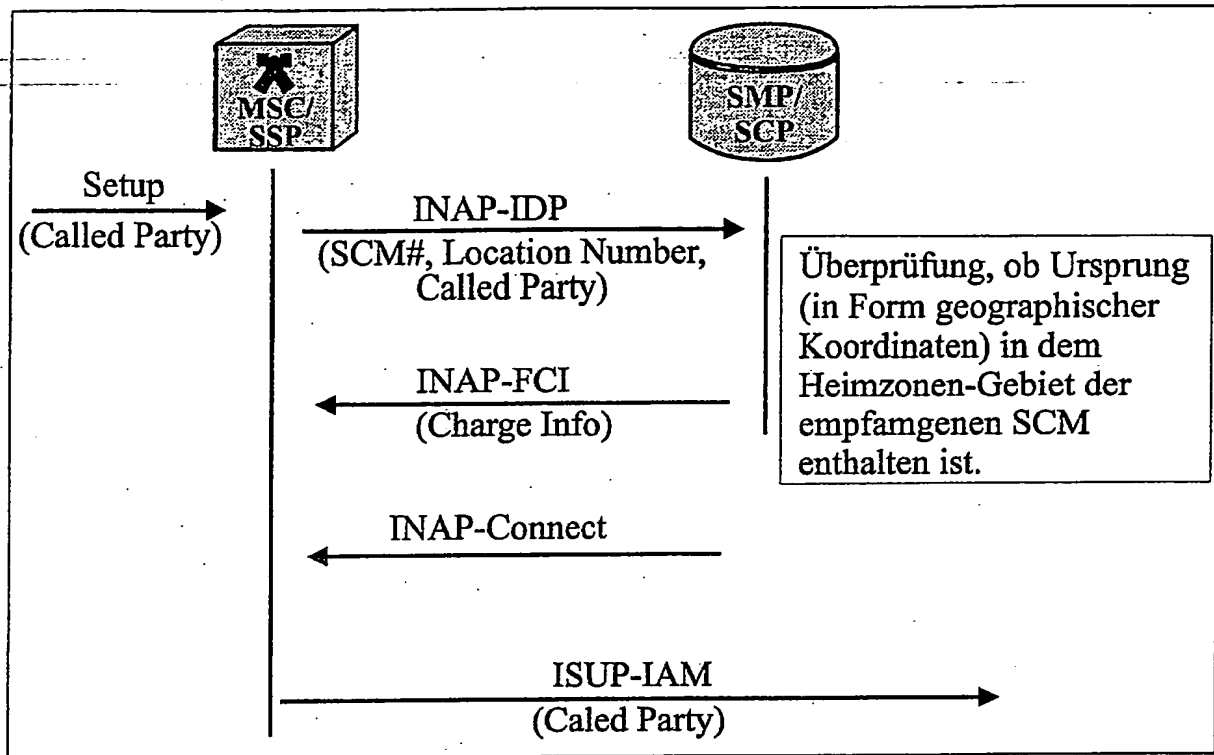 MSC/
SSP
SMP/
SCP
Setup
(Called Party)
INAP-IDP
(SCM#, Location Number,
Called Party)
Überprüfung, ob Ursprung
(in Form geographischer
Koordinaten) in dem
Heimzonen-Gebiet der
empfamgenen SCM
enthalten ist.
INAP-FCI
(Charge Info)
INAP-Connect
ISUP-IAM
(Caled Party)